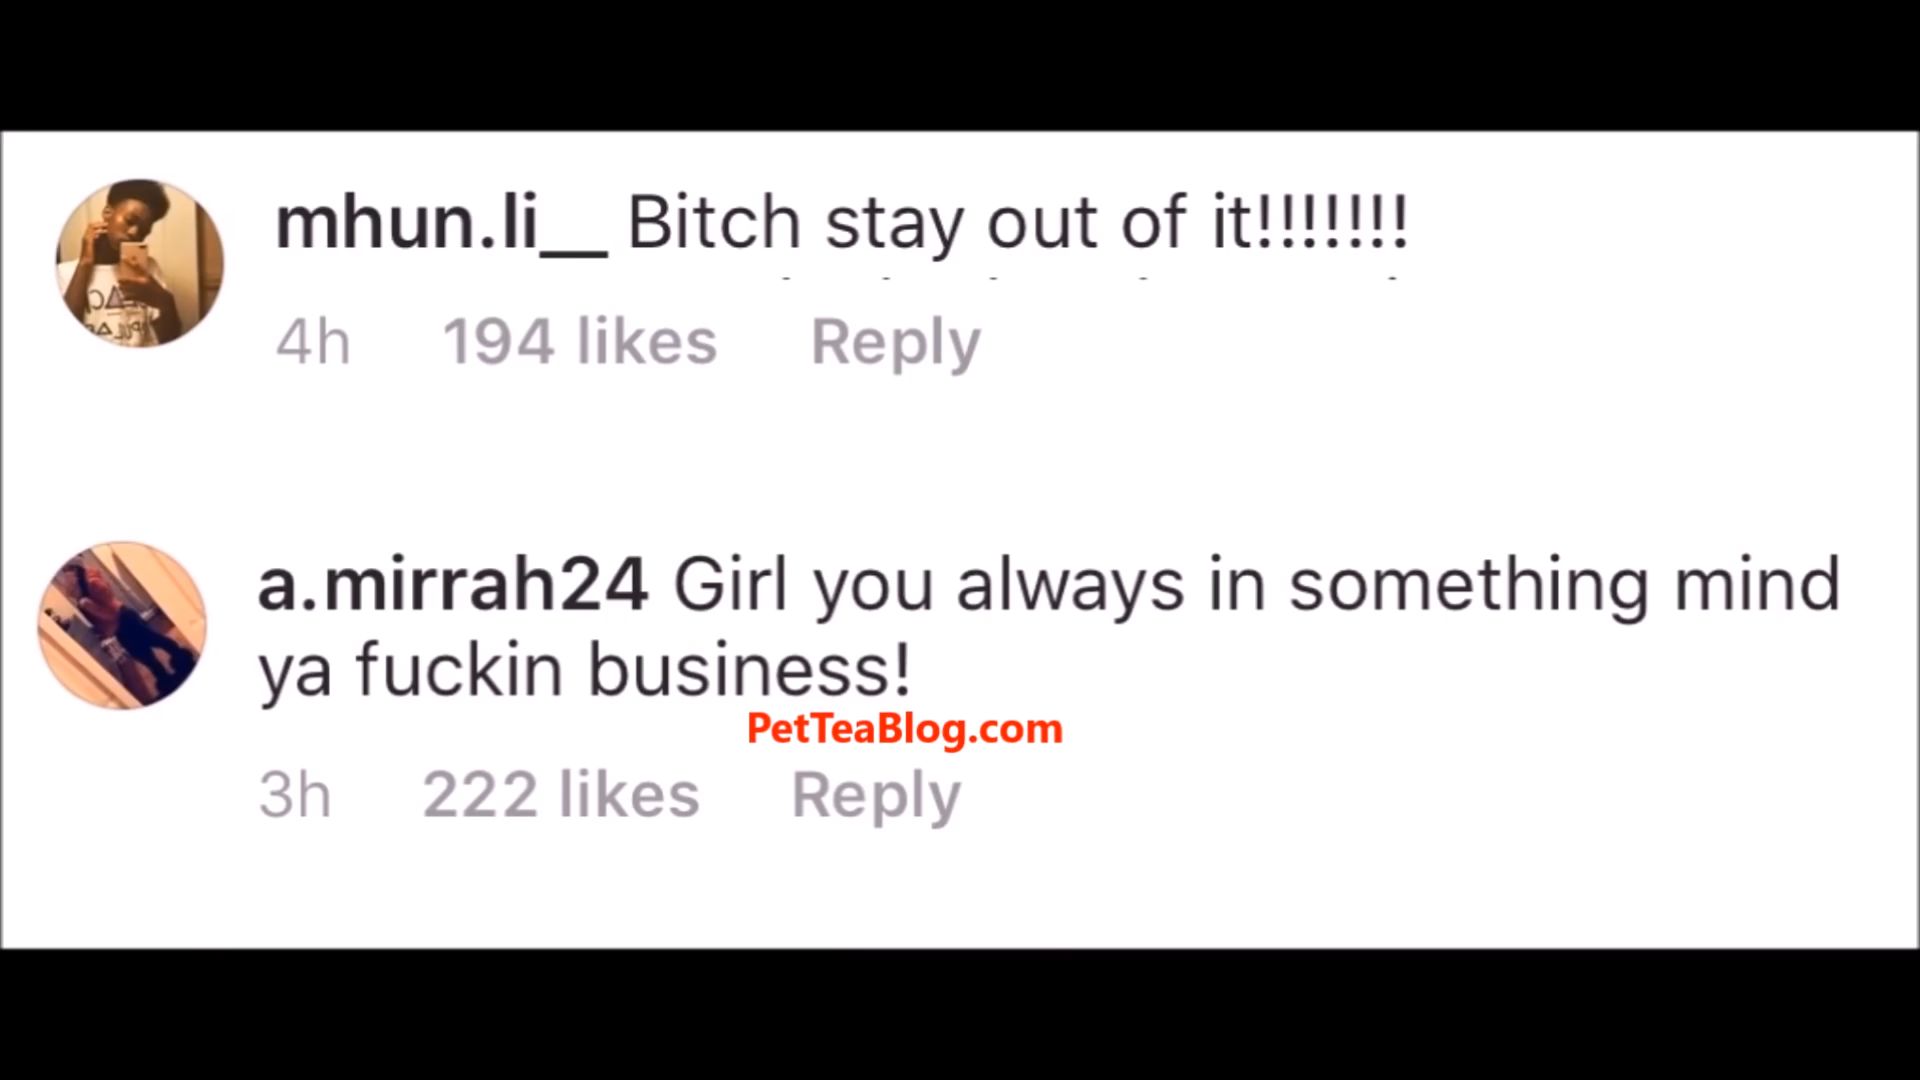 mhun.li__ Bitch stay out of it!!!!!!!
4h 194 likes Reply
a.mirrah24 Girl you always in something mind
ya fuckin business!
PetTeaBlog.com
3h 222 likes Reply